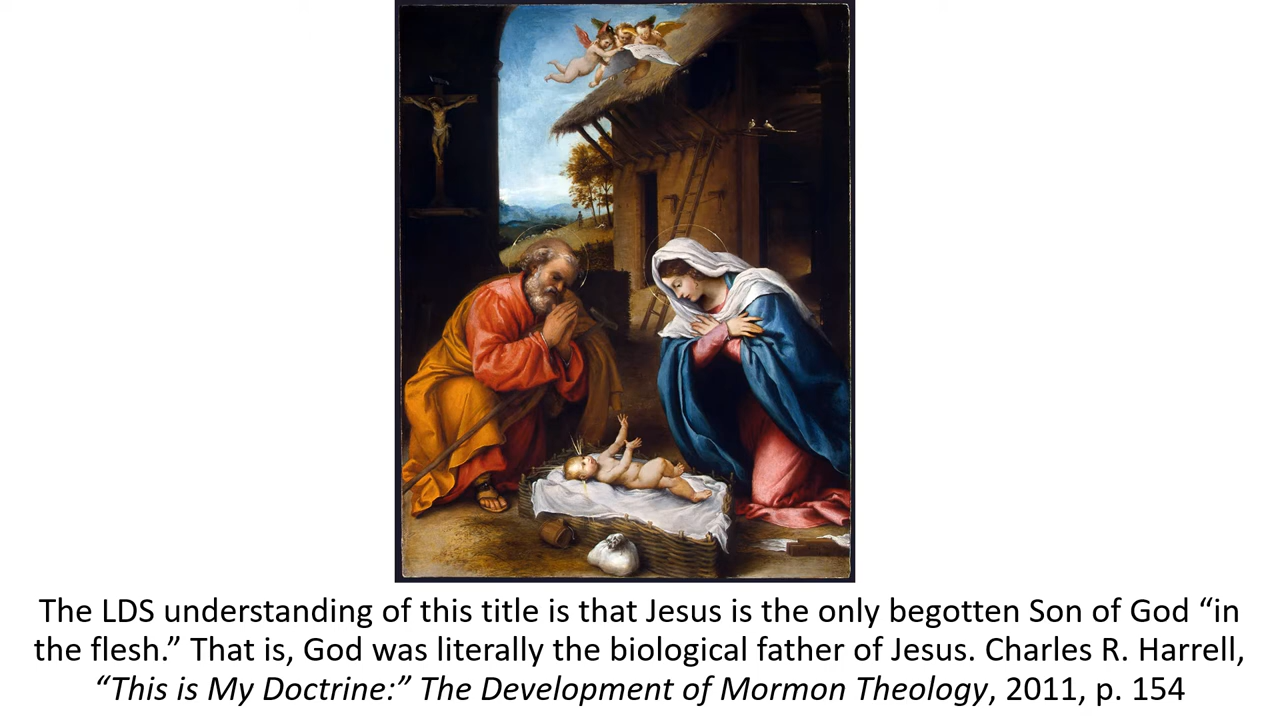 The LDS understanding of this title is that Jesus is the only begotten Son of God “in
the flesh.” That is, God was literally the biological father of Jesus. Charles R. Harrell,
“This is My Doctrine:” The Development of Mormon Theology, 2011, p. 154